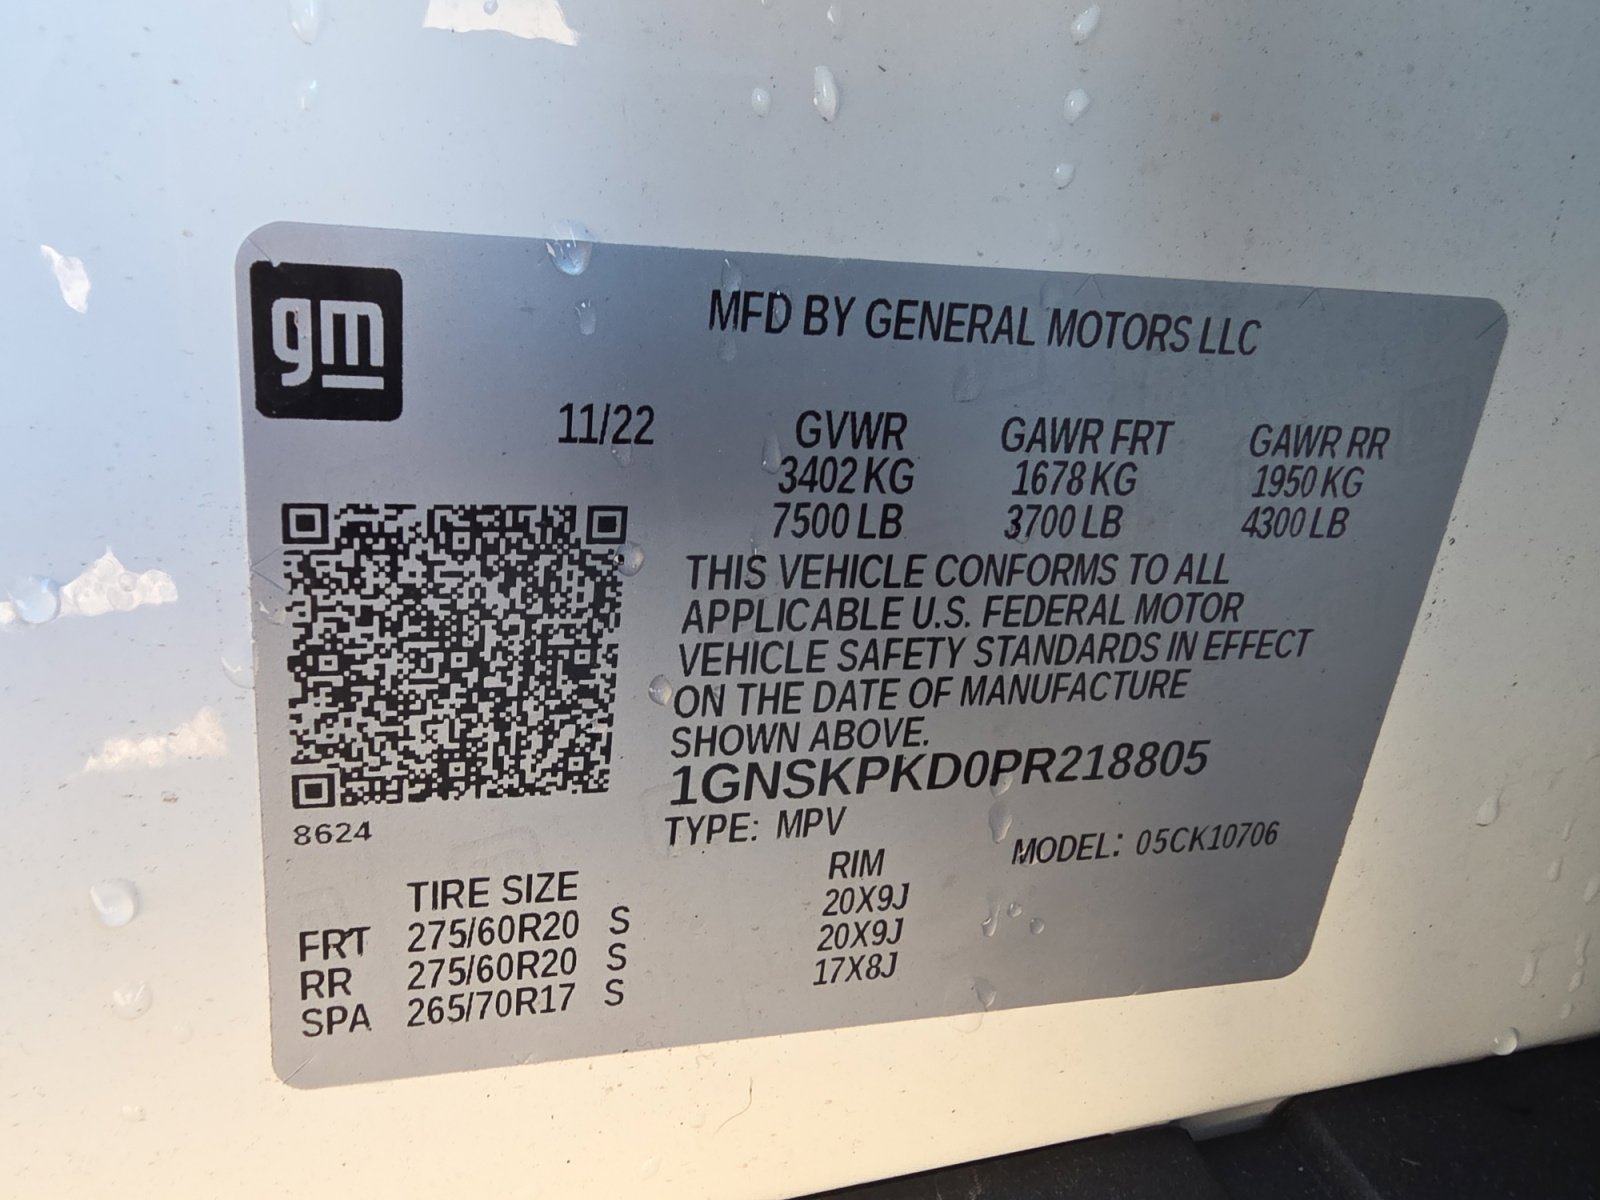 gm
MFD BY GENERAL MOTORS LLC
11/22 GVWR GAWR FRT GAWR RR
3402 KG 1678 KG 1950 KG
7500 LB 3700 LB 4300 LB
THIS VEHICLE CONFORMS TO ALL
APPLICABLE U.S. FEDERAL MOTOR
VEHICLE SAFETY STANDARDS IN EFFECT
ON THE DATE OF MANUFACTURE
SHOWN ABOVE.
1GNSKPKD0PR218805
8624
TYPE: MPV MODEL: 05CK10706
TIRE SIZE RIM
FRT 275/60R20 S 20X9J
RR 275/60R20 S 20X9J
SPA 265/70R17 S 17X8J